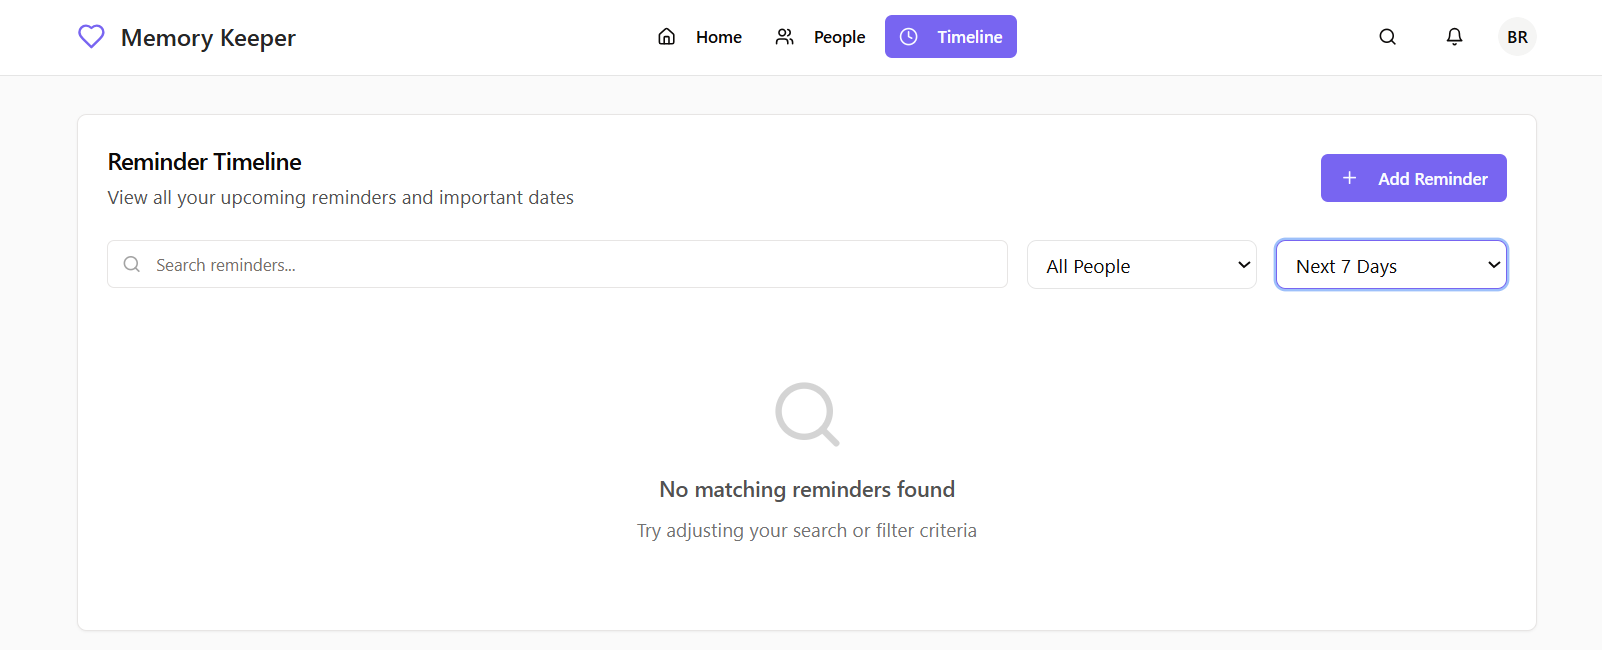 Memory Keeper
Home
People
Timeline
BR
Reminder Timeline
View all your upcoming reminders and important dates
Add Reminder
Search reminders...
All People
Next 7 Days
No matching reminders found
Try adjusting your search or filter criteria